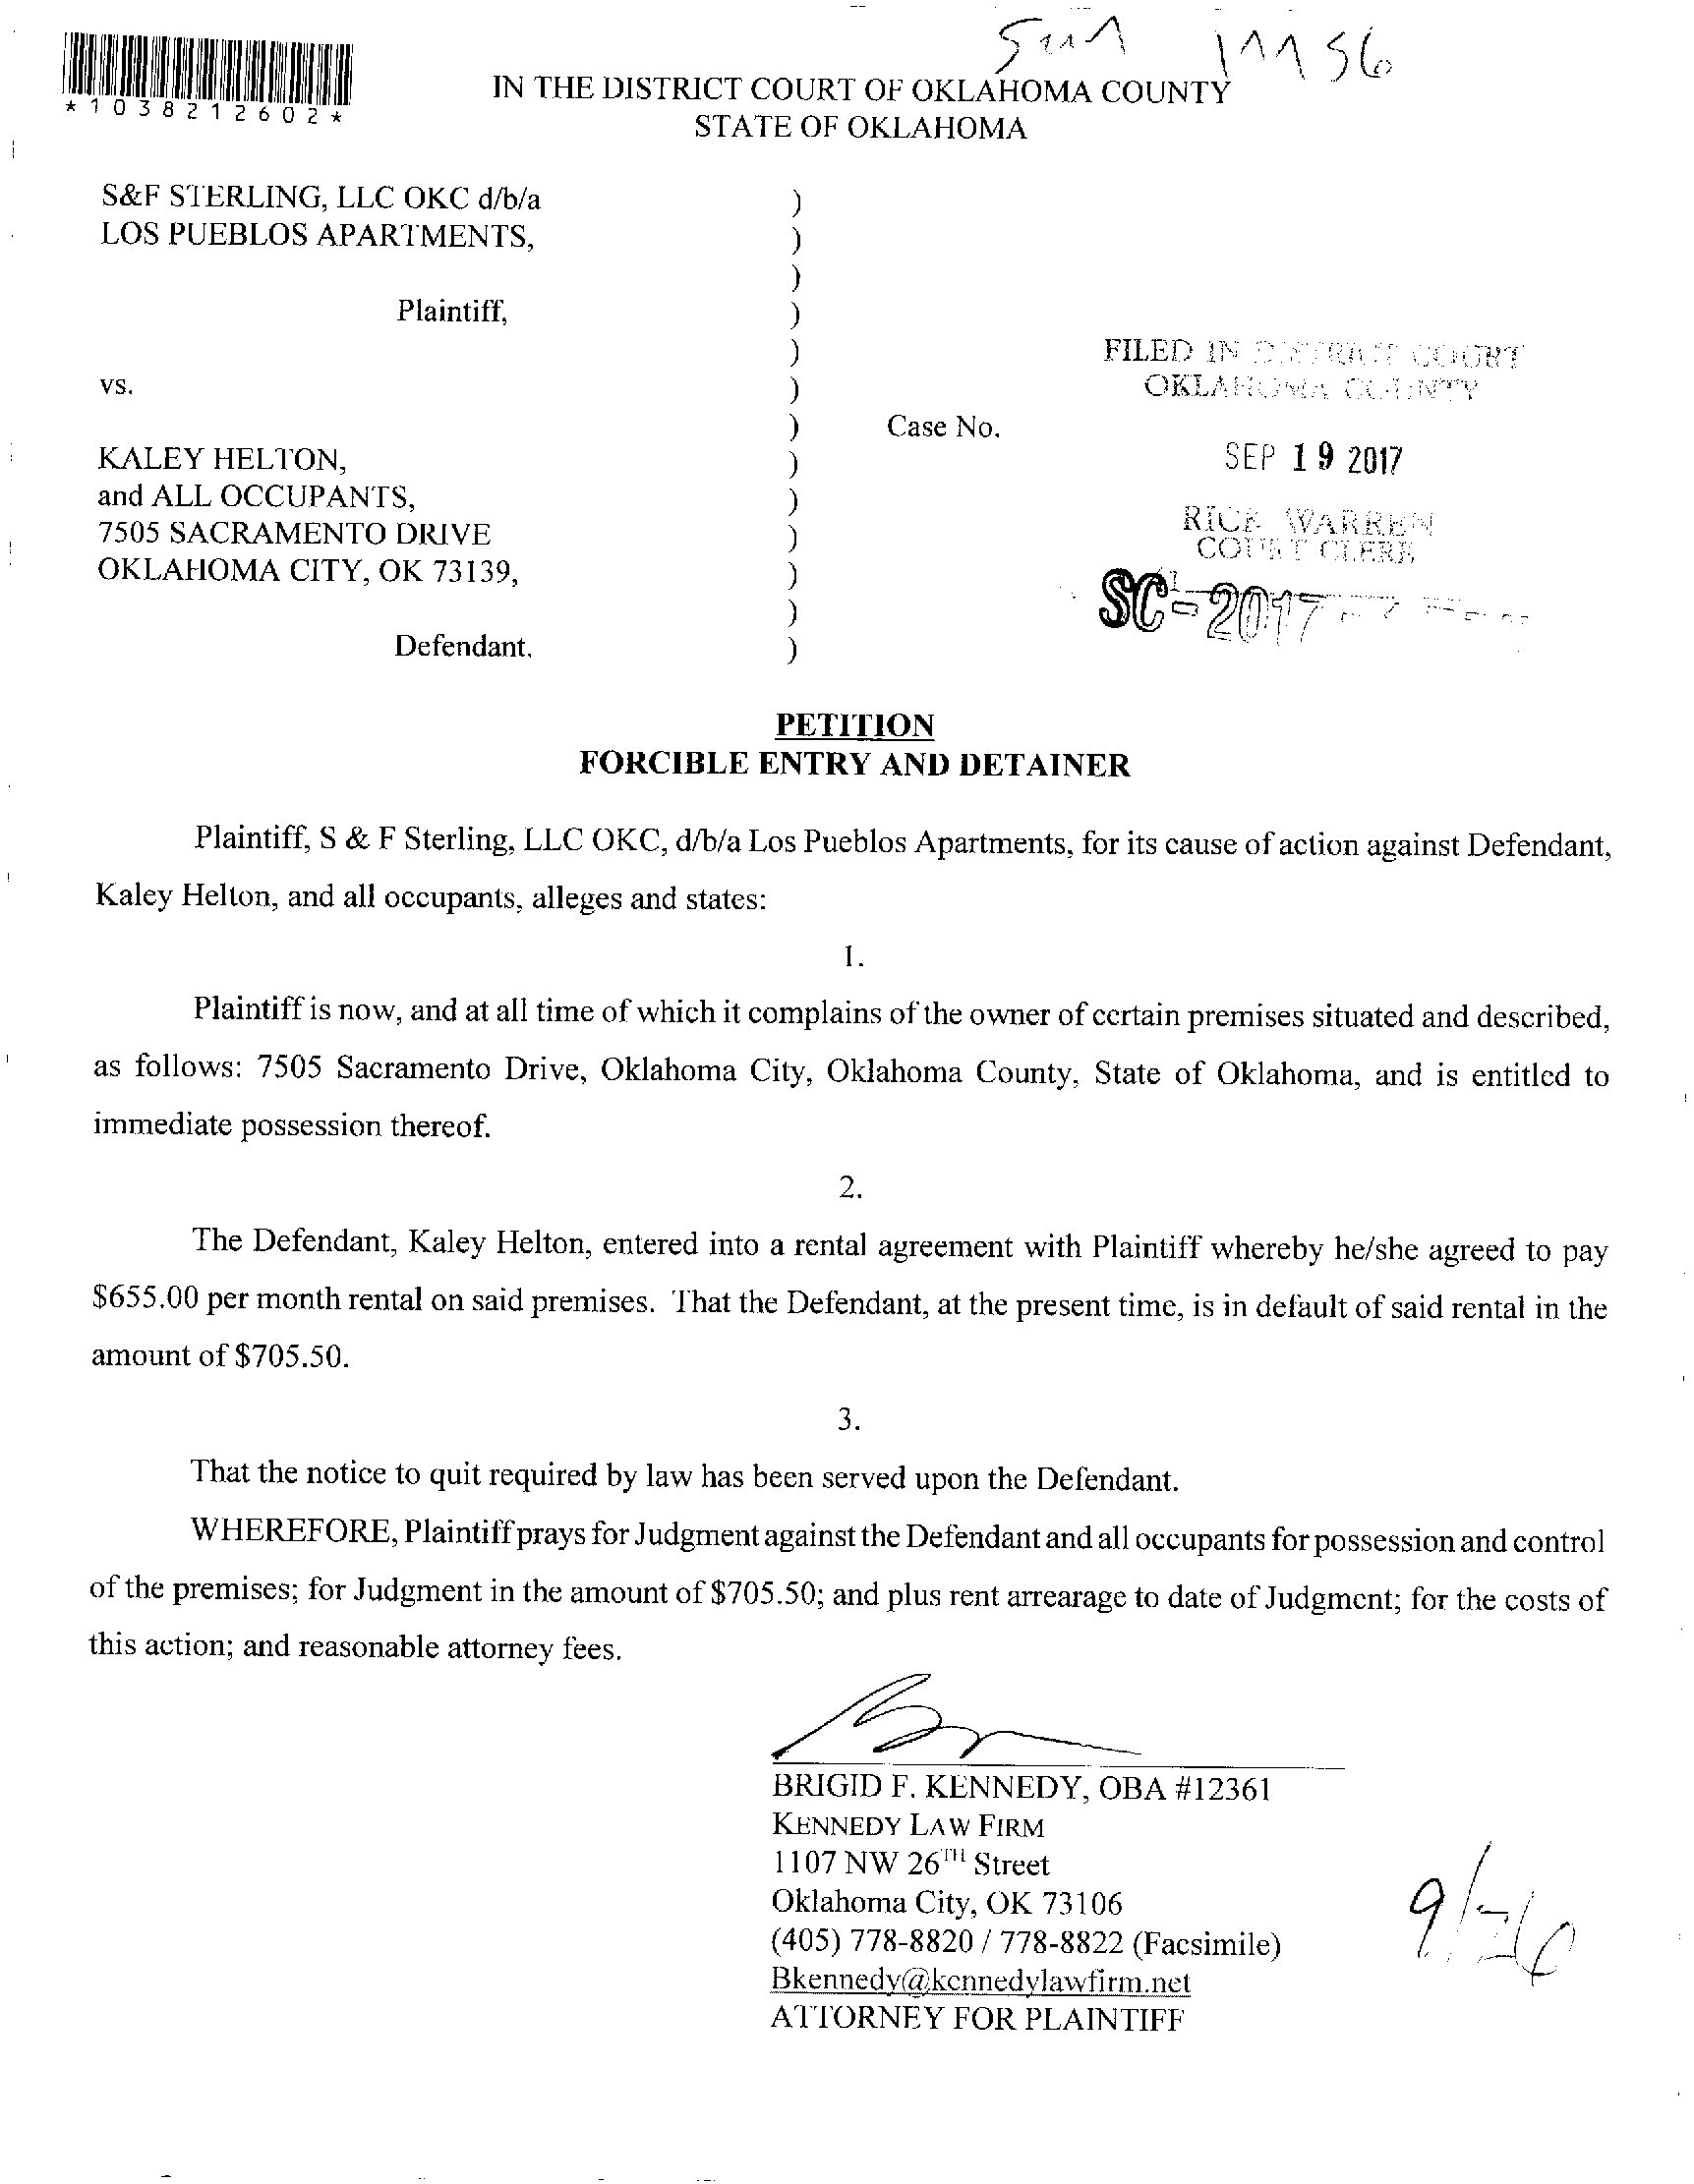 *1038212602*
IN THE DISTRICT COURT OF OKLAHOMA COUNTY
STATE OF OKLAHOMA
S&F STERLING, LLC OKC d/b/a )
LOS PUEBLOS APARTMENTS, )
)
Plaintiff, )
)
vs. )
) Case No.
KALEY HELTON, )
and ALL OCCUPANTS, )
7505 SACRAMENTO DRIVE )
OKLAHOMA CITY, OK 73139, )
)
Defendant. )
FILED IN DISTRICT COURT
OKLAHOMA COUNTY
SEP 19 2017
RICK WARREN
COURT CLERK
SC-2017-
PETITION
FORCIBLE ENTRY AND DETAINER
Plaintiff, S & F Sterling, LLC OKC, d/b/a Los Pueblos Apartments, for its cause of action against Defendant,
Kaley Helton, and all occupants, alleges and states:
1.
Plaintiff is now, and at all time of which it complains of the owner of certain premises situated and described,
as follows: 7505 Sacramento Drive, Oklahoma City, Oklahoma County, State of Oklahoma, and is entitled to
immediate possession thereof.
2.
The Defendant, Kaley Helton, entered into a rental agreement with Plaintiff whereby he/she agreed to pay
$655.00 per month rental on said premises. That the Defendant, at the present time, is in default of said rental in the
amount of $705.50.
3.
That the notice to quit required by law has been served upon the Defendant.
WHEREFORE, Plaintiff prays for Judgment against the Defendant and all occupants for possession and control
of the premises; for Judgment in the amount of $705.50; and plus rent arrearage to date of Judgment; for the costs of
this action; and reasonable attorney fees.
BRIGID F. KENNEDY, OBA #12361
KENNEDY LAW FIRM
1107 NW 26TH Street
Oklahoma City, OK 73106
(405) 778-8820 / 778-8822 (Facsimile)
Bkennedy@kennedylawfirm.net
ATTORNEY FOR PLAINTIFF
9/26